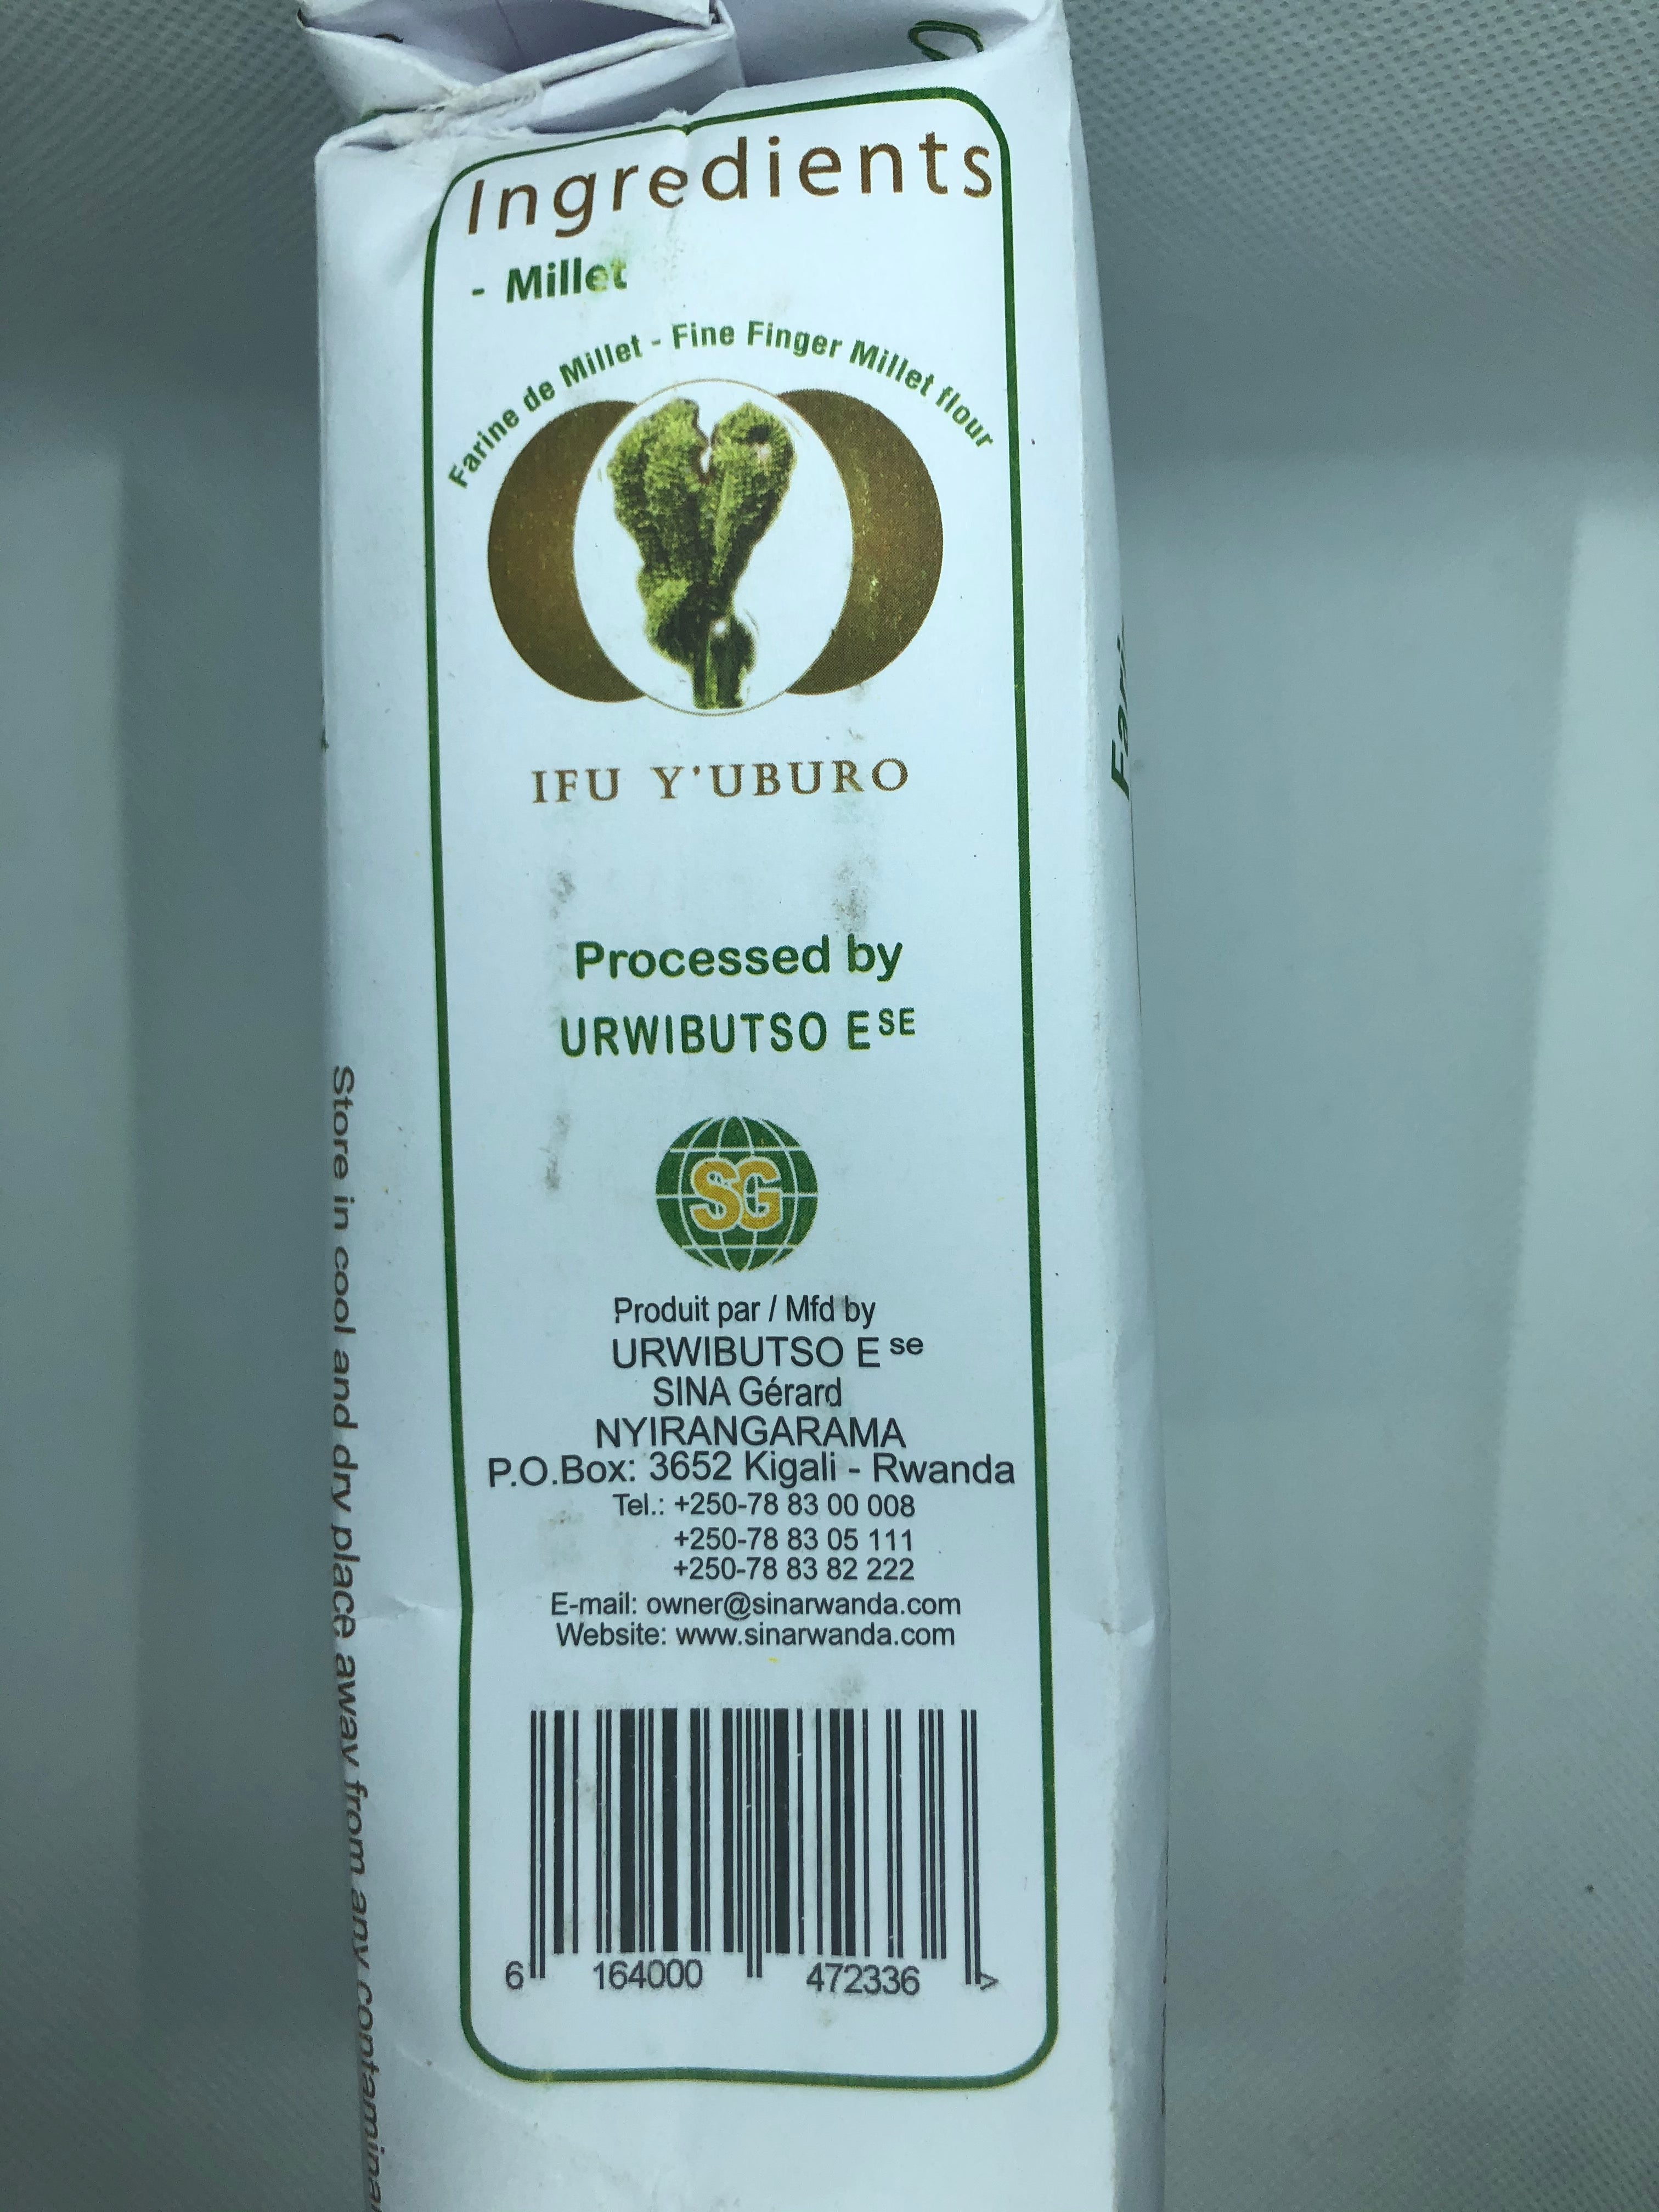 Ingredients
- Millet
Farine de Millet - Fine Finger Millet flour
IFU Y'UBURO
Processed by
URWIBUTSO ESE
SG
Produit par / Mfd by
URWIBUTSO E se
SINA Gérard
NYIRANGARAMA
P.O.Box: 3652 Kigali - Rwanda
Tel.: +250-78 83 00 008
+250-78 83 05 111
+250-78 83 82 222
E-mail: owner@sinarwanda.com
Website: www.sinarwanda.com
6 164000 472336 >
Store in cool and dry place away from any